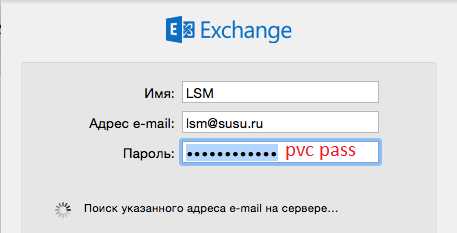 Exchange
Имя: LSM
Адрес e-mail: lsm@susu.ru
Пароль: •••••••••••• pvc pass
Поиск указанного адреса e-mail на сервере...